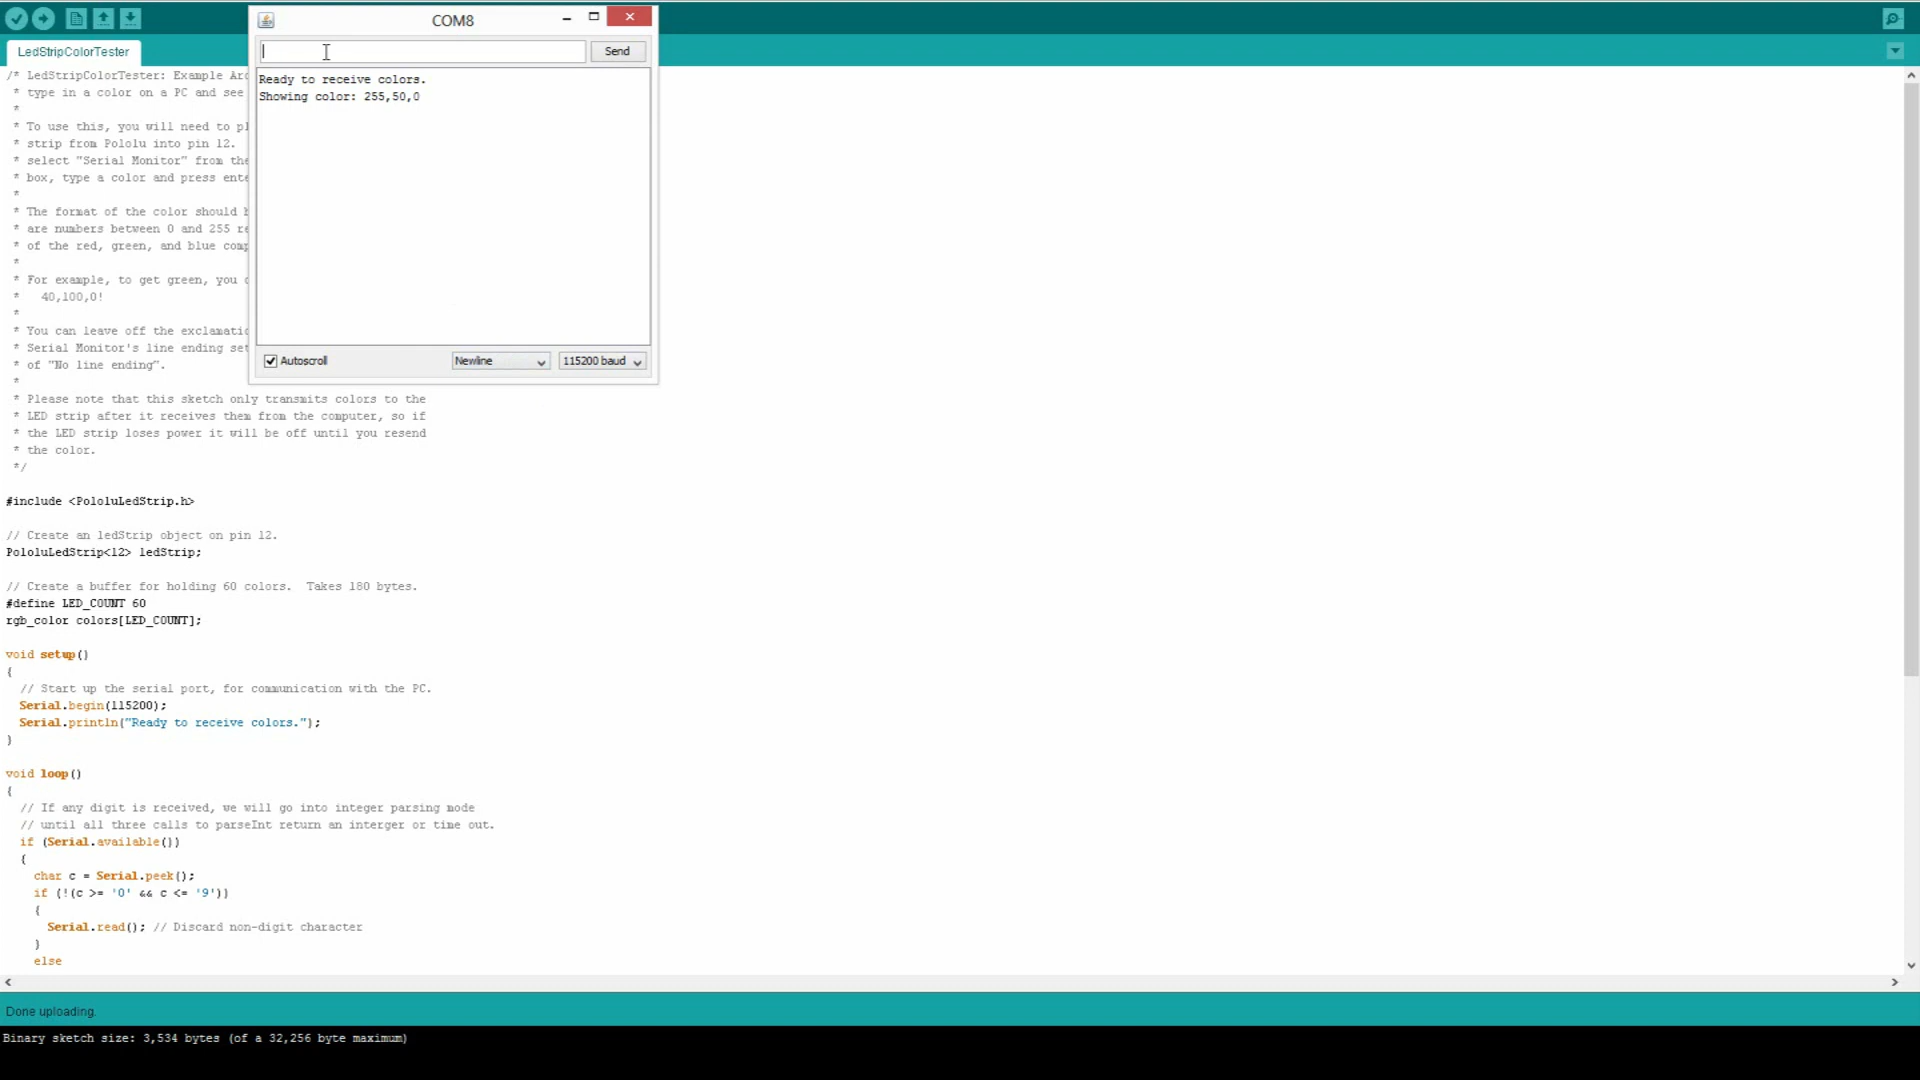 COM8
Send
LedStripColorTester
Ready to receive colors.
Showing color: 255,50,0
Autoscroll
Newline
115200 baud
/* LedStripColorTester: Example
* type in a color on a PC and see
*
* To use this, you will need to
* strip from Pololu into pin 12.
* select "Serial Monitor" from the
* box, type a color and press
*
* The format of the color should
* are numbers between 0 and 255
* of the red, green, and blue
*
* For example, to get green, you
* 40,100,0!
*
* You can leave off the
* Serial Monitor's line ending
* of "No line ending".
*
* Please note that this sketch only transmits colors to the
* LED strip after it receives them from the computer, so if
* the LED strip loses power it will be off until you resend
* the color.
*/
#include <PololuLedStrip.h>
// Create an ledStrip object on pin 12.
PololuLedStrip<12> ledStrip;
// Create a buffer for holding 60 colors.  Takes 180 bytes.
#define LED_COUNT 60
rgb_color colors[LED_COUNT];
void setup()
{
// Start up the serial port, for communication with the PC.
Serial.begin(115200);
Serial.println("Ready to receive colors.");
}
void loop()
{
// If any digit is received, we will go into integer parsing mode
// until all three calls to parseInt return an interger or time out.
if (Serial.available())
{
char c = Serial.peek();
if (!(c >= '0' && c <= '9'))
{
Serial.read(); // Discard non-digit character
}
else
Done uploading.
Binary sketch size: 3,534 bytes (of a 32,256 byte maximum)